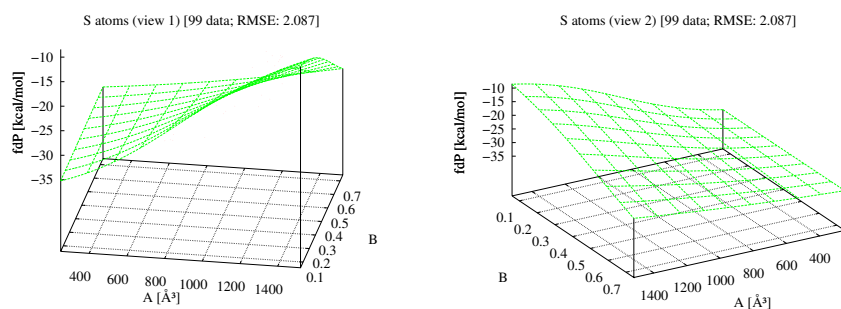 S atoms (view 1) [99 data; RMSE: 2.087]
fdP [kcal/mol]
−10
−15
−20
−25
−30
−35
400 600 800 1000 1200 1400
A [Å³]
0.1
0.2
0.3
0.4
0.5
0.6
0.7
B
S atoms (view 2) [99 data; RMSE: 2.087]
fdP [kcal/mol]
−10
−15
−20
−25
−30
−35
0.1
0.2
0.3
0.4
0.5
0.6
0.7
B
1400 1200 1000 800 600 400
A [Å³]